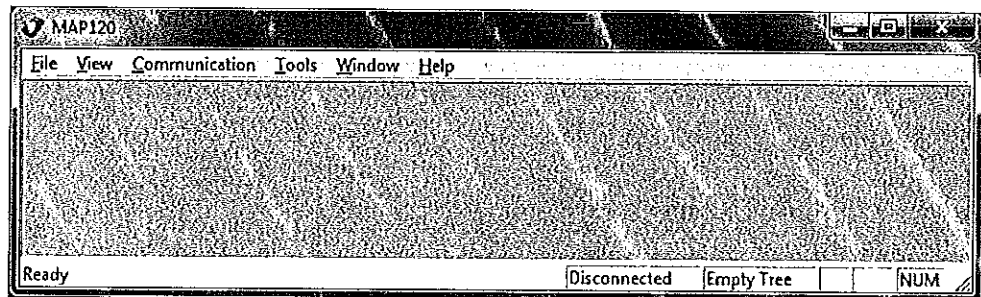 MAP120
File View Communication Tools Window Help
Ready Disconnected Empty Tree NUM